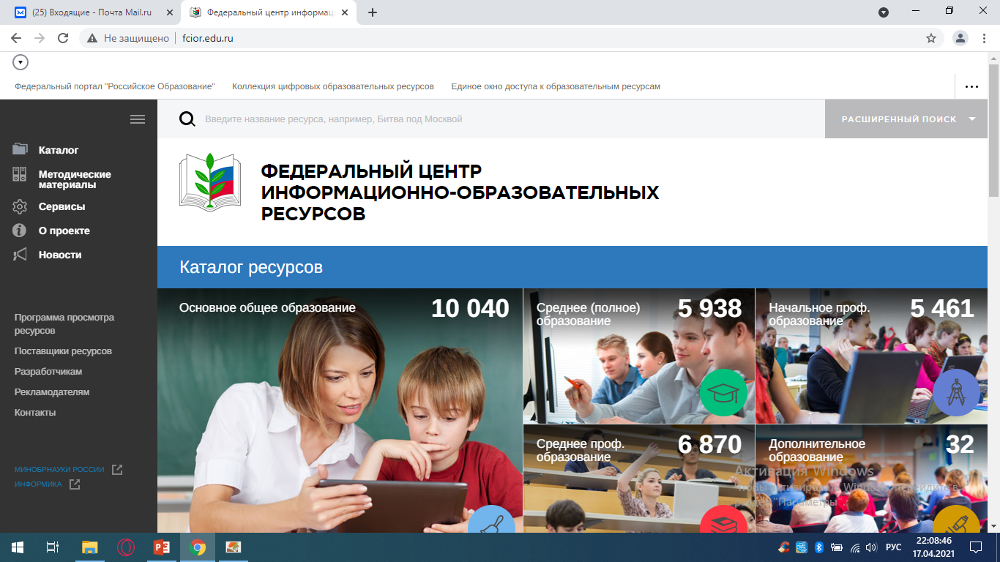 (25) Входящие - Почта Mail.ru
Федеральный центр информац
Не защищено
fcior.edu.ru
Федеральный портал "Российское Образование"
Коллекция цифровых образовательных ресурсов
Единое окно доступа к образовательным ресурсам
Введите название ресурса, например, Битва под Москвой
РАСШИРЕННЫЙ ПОИСК
Каталог
Методические
материалы
Сервисы
О проекте
Новости
Программа просмотра
ресурсов
Поставщики ресурсов
Разработчикам
Рекламодателям
Контакты
МИНОБРНАУКИ РОССИИ
ИНФОРМИКА
ФЕДЕРАЛЬНЫЙ ЦЕНТР
ИНФОРМАЦИОННО-ОБРАЗОВАТЕЛЬНЫХ
РЕСУРСОВ
Каталог ресурсов
Основное общее образование
10 040
Среднее (полное)
образование
5 938
Начальное проф.
образование
5 461
Среднее проф.
образование
6 870
Дополнительное
образование
32
Активация Windows
Чтобы активировать Windows, перейдите в
раздел "Параметры".
РУС
22:08:46
17.04.2021